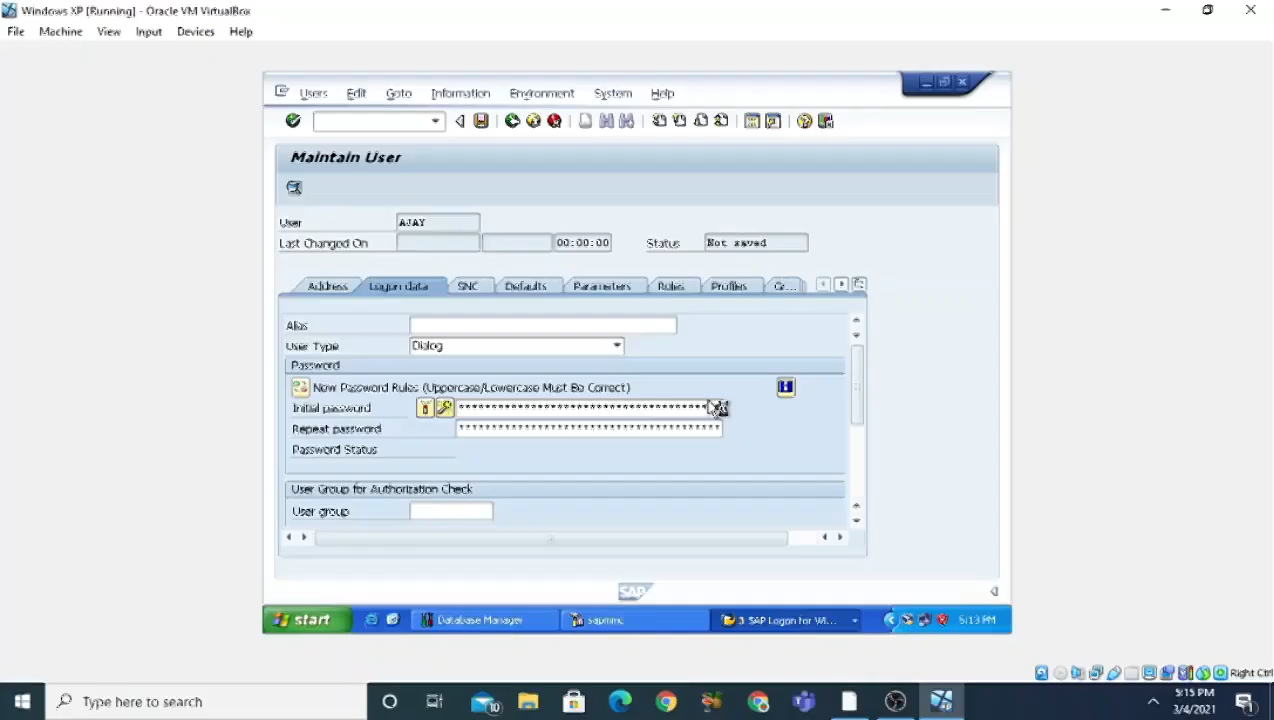 Windows XP [Running] - Oracle VM VirtualBox
File Machine View Input Devices Help
Users Edit Goto Information Environment System Help
Maintain User
User AJAY
Last Changed On 00:00:00 Status Not saved
Address Logon data SNC Defaults Parameters Roles Profiles
Alias
User Type Dialog
Password
New Password Rules (Uppercase/Lowercase Must Be Correct)
Initial password ************************************
Repeat password ************************************
Password Status
User Group for Authorization Check
User group
SAP
start Database Manager sapmmc 3 SAP Logon for Wi... 5:13 PM
Right Ctrl
Type here to search 10 5:15 PM
3/4/2021 1